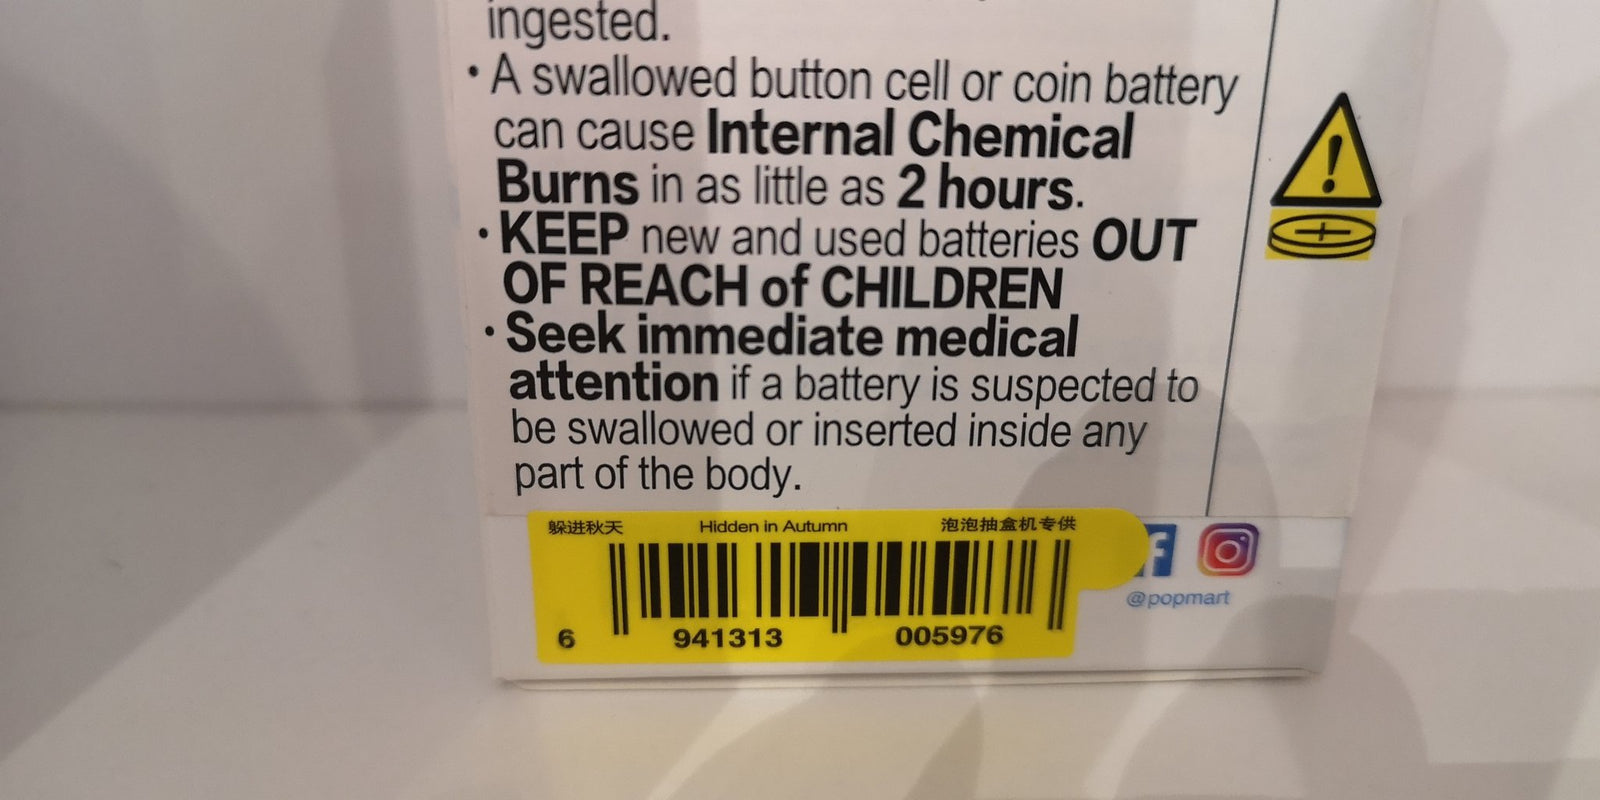 ingested.
• A swallowed button cell or coin battery
can cause Internal Chemical
Burns in as little as 2 hours.
• KEEP new and used batteries OUT
OF REACH of CHILDREN
• Seek immediate medical
attention if a battery is suspected to
be swallowed or inserted inside any
part of the body.
躲进秋天 Hidden in Autumn 泡泡抽盒机专供
6 941313 005976
@popmart